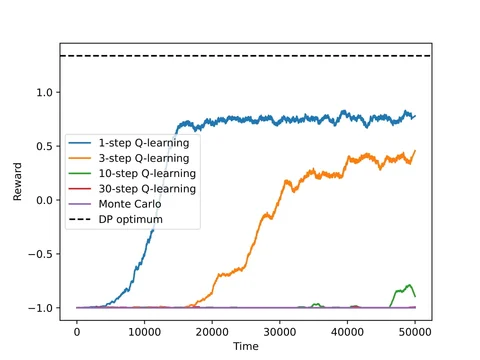 1.0
0.5
0.0
−0.5
−1.0
Reward
1-step Q-learning
3-step Q-learning
10-step Q-learning
30-step Q-learning
Monte Carlo
DP optimum
0
10000
20000
30000
40000
50000
Time